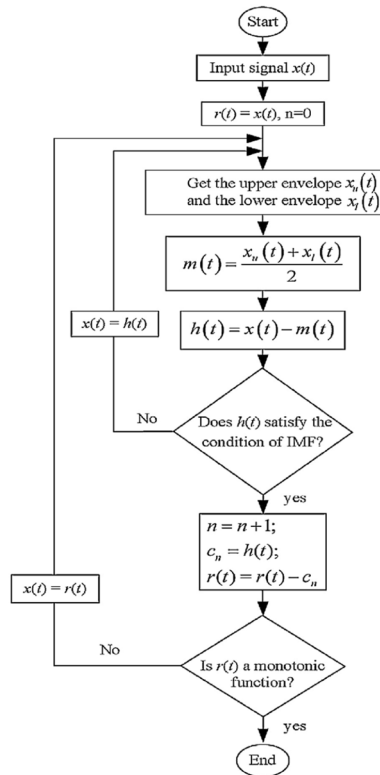 Start
Input signal x(t)
r(t) = x(t), n=0
Get the upper envelope x_u(t)
and the lower envelope x_l(t)
m(t) = (x_u(t) + x_l(t)) / 2
x(t) = h(t)
h(t) = x(t) − m(t)
No
Does h(t) satisfy the
condition of IMF?
yes
n = n+1;
c_n = h(t);
r(t) = r(t) − c_n
x(t) = r(t)
No
Is r(t) a monotonic
function?
yes
End